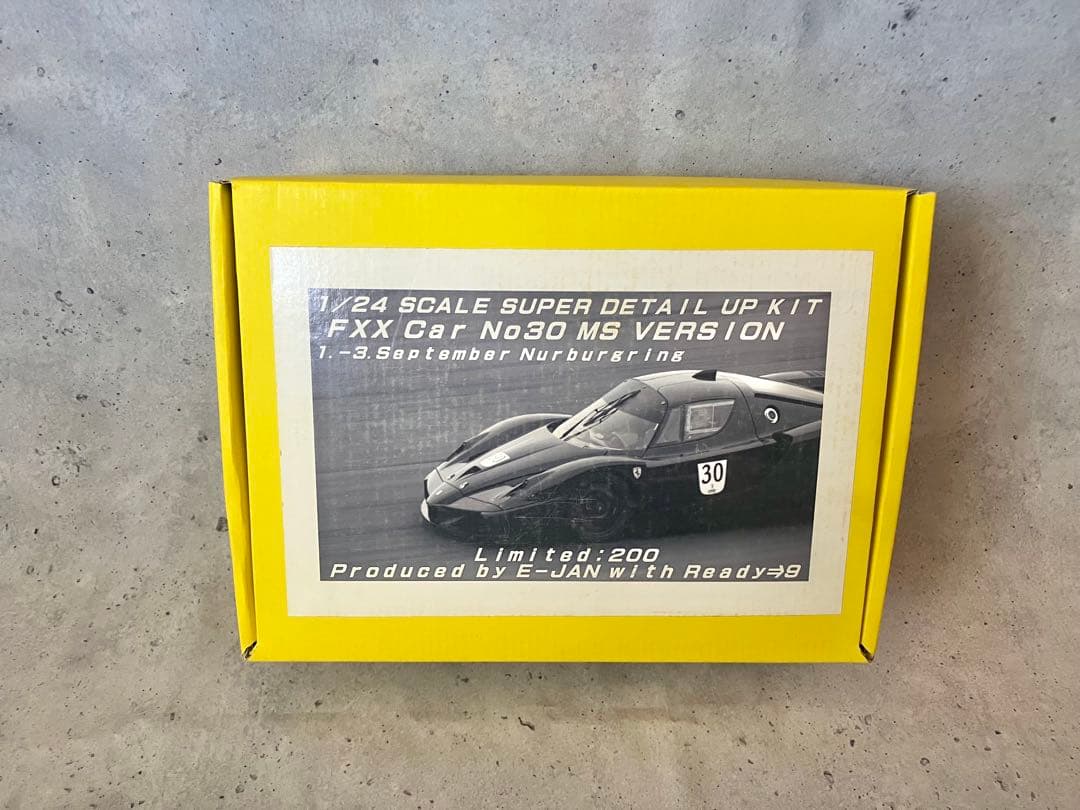 1/24 SCALE SUPER DETAIL UP KIT
FXX Car No30 MS VERSION
1.-3.September Nurburgring
30
Limited:200
Produced by E-JAN with Ready⇒9